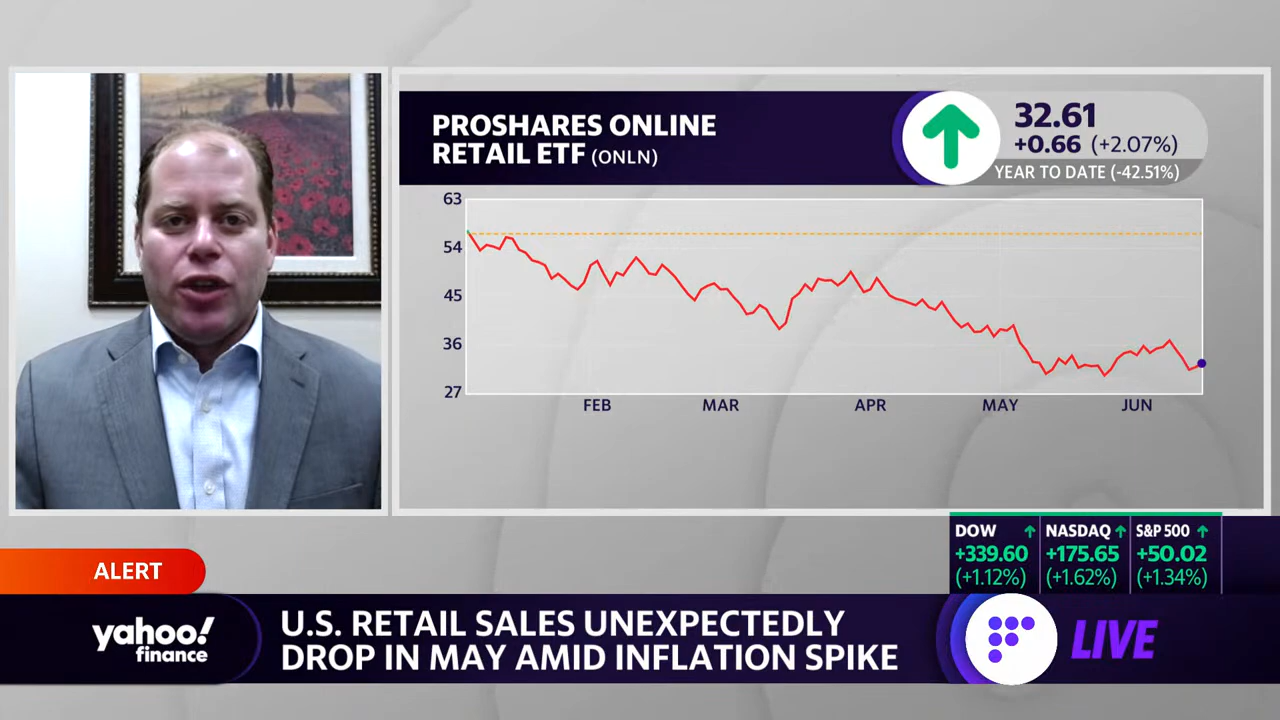 PROSHARES ONLINE
RETAIL ETF (ONLN)
32.61
+0.66 (+2.07%)
YEAR TO DATE (-42.51%)
63
54
45
36
27
FEB MAR APR MAY JUN
DOW NASDAQ S&P 500
+339.60 +175.65 +50.02
(+1.12%) (+1.62%) (+1.34%)
ALERT
yahoo!
finance
U.S. RETAIL SALES UNEXPECTEDLY
DROP IN MAY AMID INFLATION SPIKE
LIVE